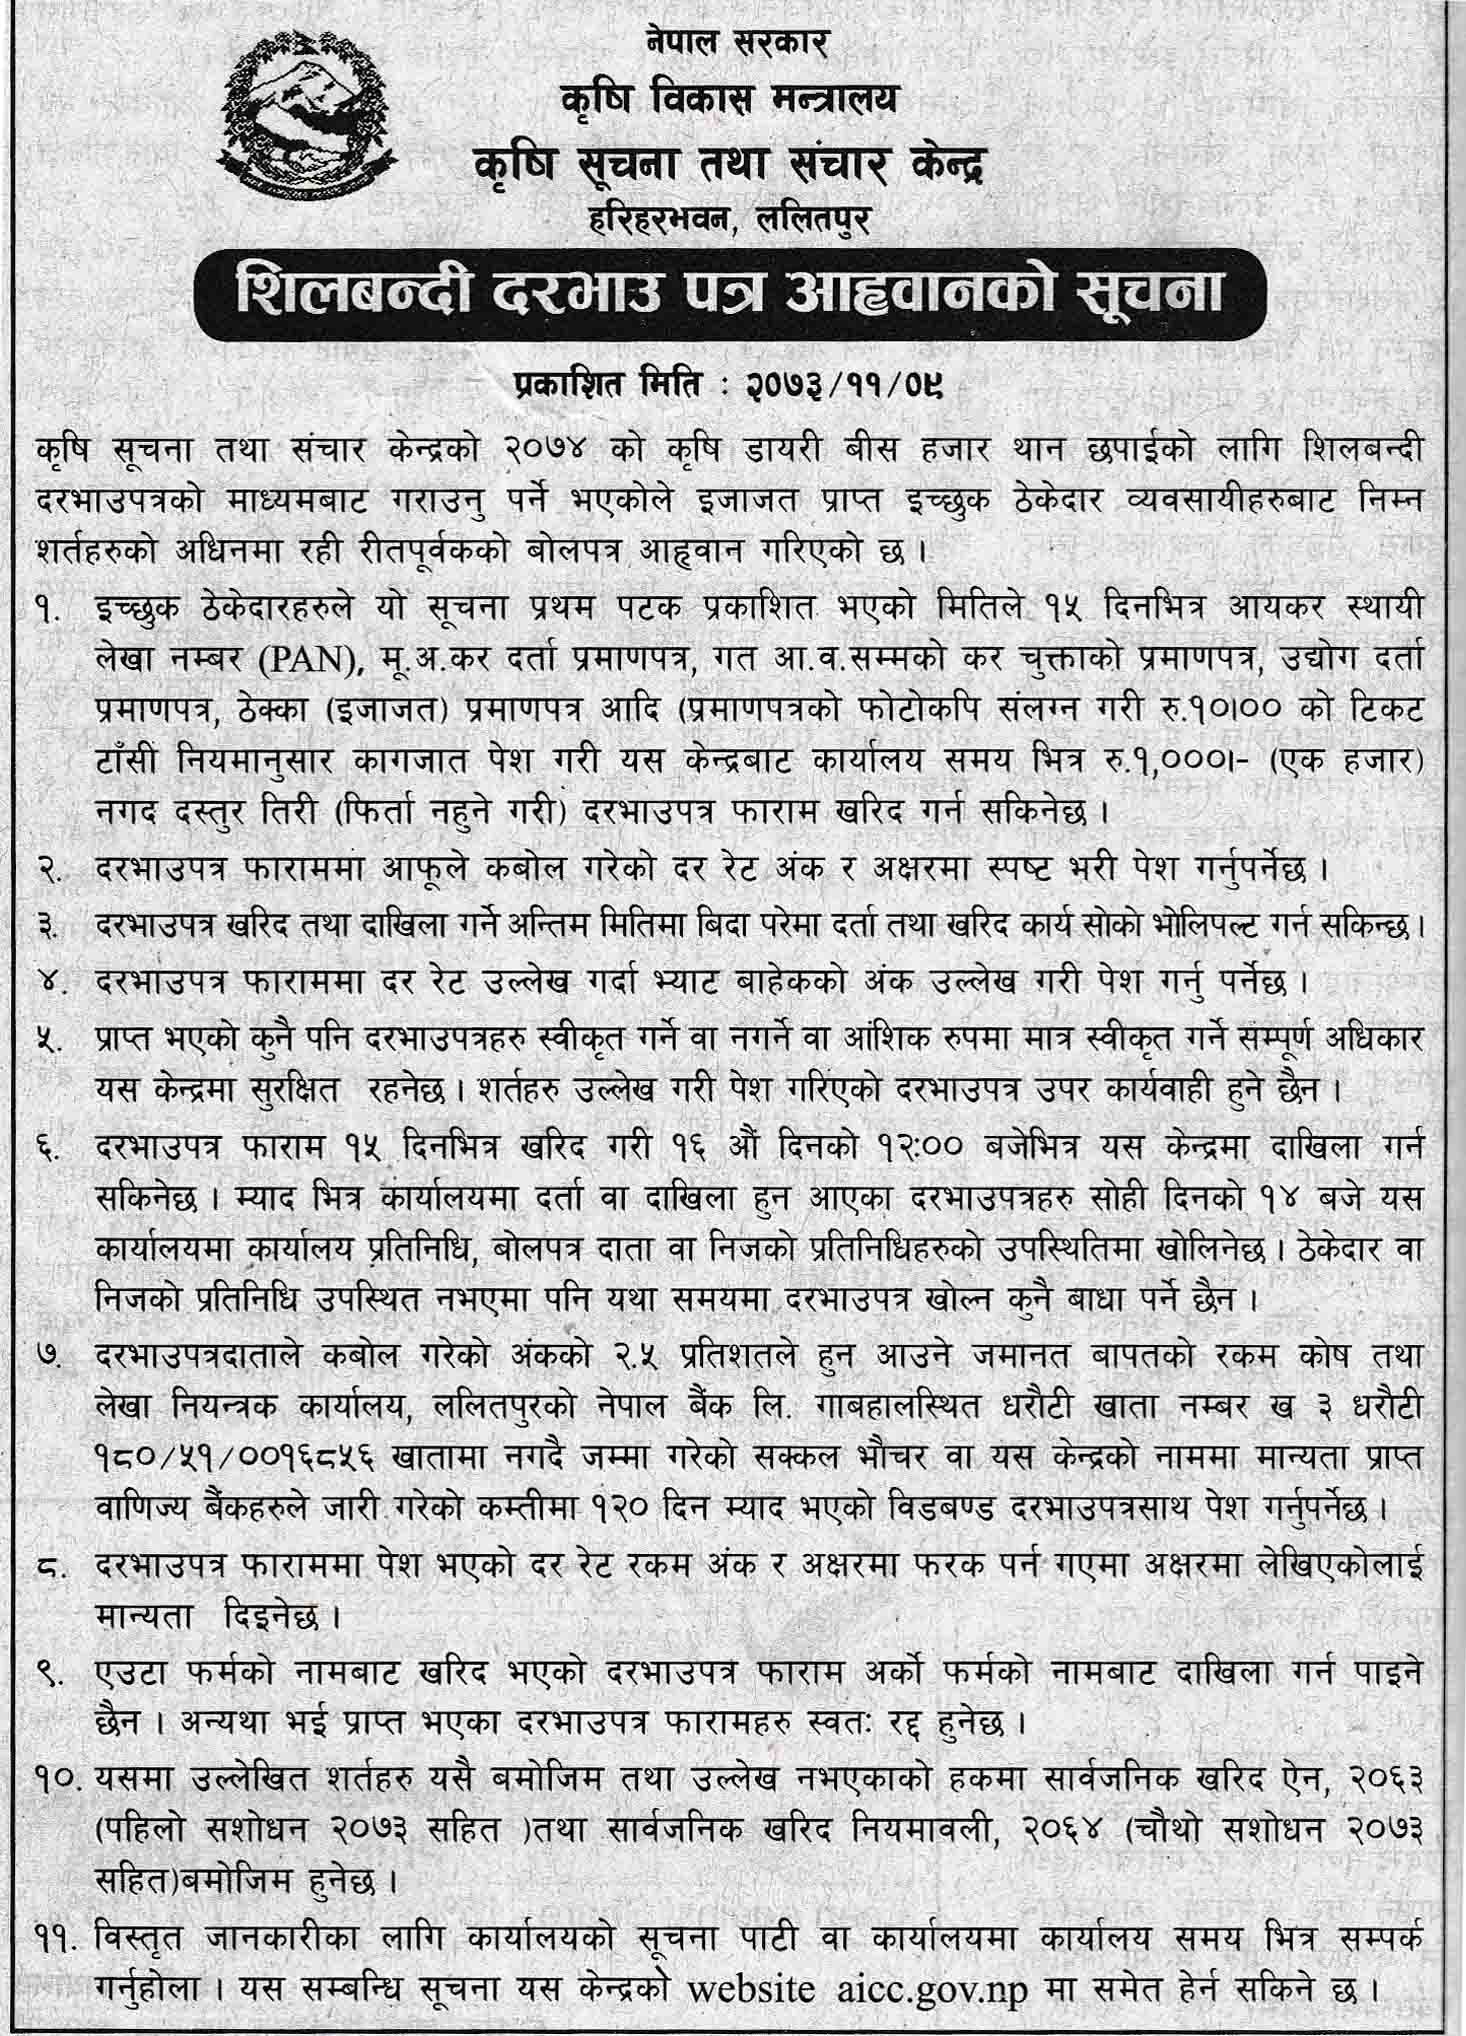 नेपाल सरकार
कृषि विकास मन्त्रालय
कृषि सूचना तथा संचार केन्द्र
हरिहरभवन, ललितपुर
शिलबन्दी दरभाउ पत्र आह्रवानको सूचना
प्रकाशित मिति : २०७३/११/०९
कृषि सूचना तथा संचार केन्द्रको २०७४ को कृषि डायरी बीस हजार थान छपाईको लागि शिलबन्दी
दरभाउपत्रको माध्यमबाट गराउनु पर्ने भएकोले इजाजत प्राप्त इच्छुक ठेकेदार व्यवसायीहरुबाट निम्न
शर्तहरुको अधिनमा रही रीतपूर्वकको बोलपत्र आहृवान गरिएको छ ।
१. इच्छुक ठेकेदारहरुले यो सूचना प्रथम पटक प्रकाशित भएको मितिले १५ दिनभित्र आयकर स्थायी
लेखा नम्बर (PAN), मू.अ.कर दर्ता प्रमाणपत्र, गत आ.व.सम्मको कर चुक्ताको प्रमाणपत्र, उद्योग दर्ता
प्रमाणपत्र, ठेक्का (इजाजत) प्रमाणपत्र आदि (प्रमाणपत्रको फोटोकपि संलग्न गरी रु.१०।०० को टिकट
टाँसी नियमानुसार कागजात पेश गरी यस केन्द्रबाट कार्यालय समय भित्र रु.१,०००।- (एक हजार)
नगद दस्तुर तिरी (फिर्ता नहुने गरी) दरभाउपत्र फाराम खरिद गर्न सकिनेछ ।
२. दरभाउपत्र फाराममा आफूले कबोल गरेको दर रेट अंक र अक्षरमा स्पष्ट भरी पेश गर्नुपर्नेछ ।
३. दरभाउपत्र खरिद तथा दाखिला गर्ने अन्तिम मितिमा बिदा परेमा दर्ता तथा खरिद कार्य सोको भोलिपल्ट गर्न सकिन्छ ।
४. दरभाउपत्र फाराममा दर रेट उल्लेख गर्दा भ्याट बाहेकको अंक उल्लेख गरी पेश गर्नु पर्नेछ ।
५. प्राप्त भएको कुनै पनि दरभाउपत्रहरु स्वीकृत गर्ने वा नगर्ने वा आंशिक रुपमा मात्र स्वीकृत गर्ने सम्पूर्ण अधिकार
यस केन्द्रमा सुरक्षित रहनेछ । शर्तहरु उल्लेख गरी पेश गरिएको दरभाउपत्र उपर कार्यवाही हुने छैन ।
६. दरभाउपत्र फाराम १५ दिनभित्र खरिद गरी १६ औं दिनको १२:०० बजेभित्र यस केन्द्रमा दाखिला गर्न
सकिनेछ । म्याद भित्र कार्यालयमा दर्ता वा दाखिला हुन आएका दरभाउपत्रहरु सोही दिनको १४ बजे यस
कार्यालयमा कार्यालय प्रतिनिधि, बोलपत्र दाता वा निजको प्रतिनिधिहरुको उपस्थितिमा खोलिनेछ । ठेकेदार वा
निजको प्रतिनिधि उपस्थित नभएमा पनि यथा समयमा दरभाउपत्र खोल्न कुनै बाधा पर्ने छैन ।
७. दरभाउपत्रदाताले कबोल गरेको अंकको २.५ प्रतिशतले हुन आउने जमानत बापतको रकम कोष तथा
लेखा नियन्त्रक कार्यालय, ललितपुरको नेपाल बैंक लि. गाबहालस्थित धरौटी खाता नम्बर ख ३ धरौटी
१८०/५१/००१६८५६ खातामा नगदै जम्मा गरेको सक्कल भौचर वा यस केन्द्रको नाममा मान्यता प्राप्त
वाणिज्य बैंकहरुले जारी गरेको कम्तीमा १२० दिन म्याद भएको विडबण्ड दरभाउपत्रसाथ पेश गर्नुपर्नेछ ।
८. दरभाउपत्र फाराममा पेश भएको दर रेट रकम अंक र अक्षरमा फरक पर्न गएमा अक्षरमा लेखिएकोलाई
मान्यता दिइनेछ ।
९. एउटा फर्मको नामबाट खरिद भएको दरभाउपत्र फाराम अर्को फर्मको नामबाट दाखिला गर्न पाइने
छैन । अन्यथा भई प्राप्त भएका दरभाउपत्र फारामहरु स्वतः रद्द हुनेछ ।
१०. यसमा उल्लेखित शर्तहरु यसै बमोजिम तथा उल्लेख नभएकाको हकमा सार्वजनिक खरिद ऐन, २०६३
(पहिलो सशोधन २०७३ सहित )तथा सार्वजनिक खरिद नियमावली, २०६४ (चौथो सशोधन २०७३
सहित)बमोजिम हुनेछ ।
११. विस्तृत जानकारीका लागि कार्यालयको सूचना पाटी वा कार्यालयमा कार्यालय समय भित्र सम्पर्क
गर्नुहोला । यस सम्बन्धि सूचना यस केन्द्रको website aicc.gov.np मा समेत हेर्न सकिने छ ।